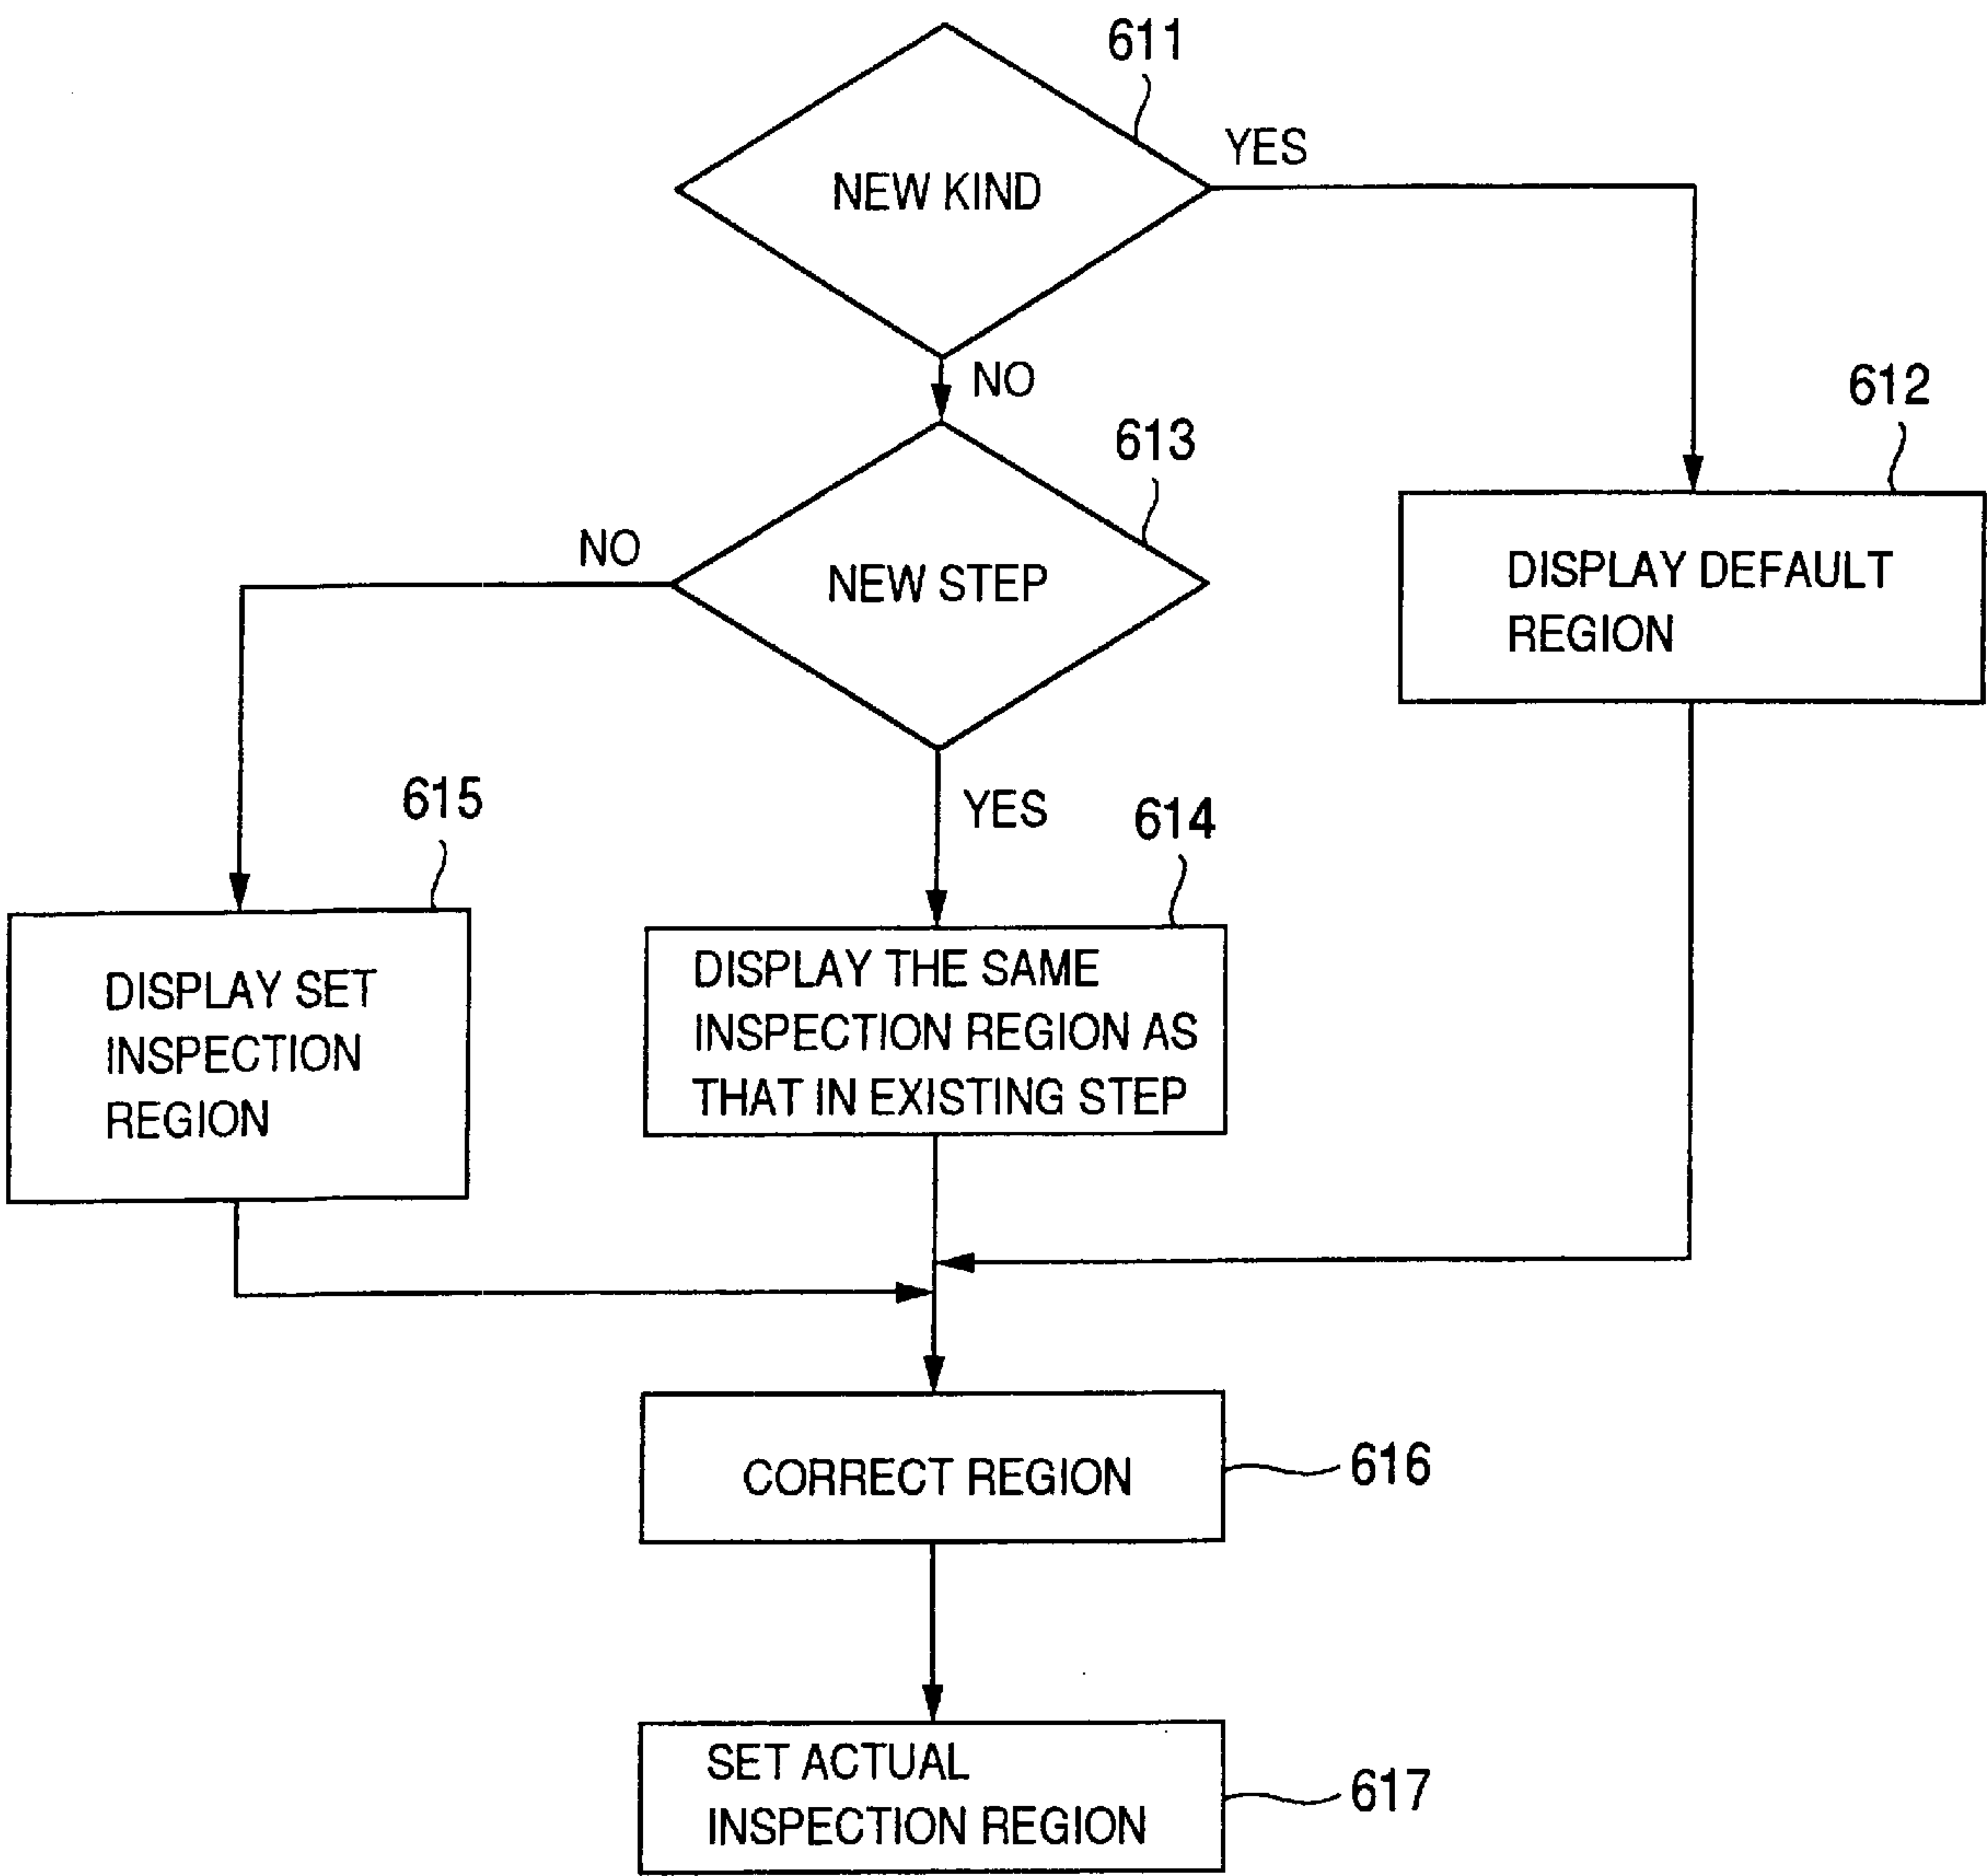 611
YES
NEW KIND
NO
612
613
NO
NEW STEP
DISPLAY DEFAULT
REGION
615
YES
614
DISPLAY SET
INSPECTION
REGION
DISPLAY THE SAME
INSPECTION REGION AS
THAT IN EXISTING STEP
CORRECT REGION
616
SET ACTUAL
INSPECTION REGION
617